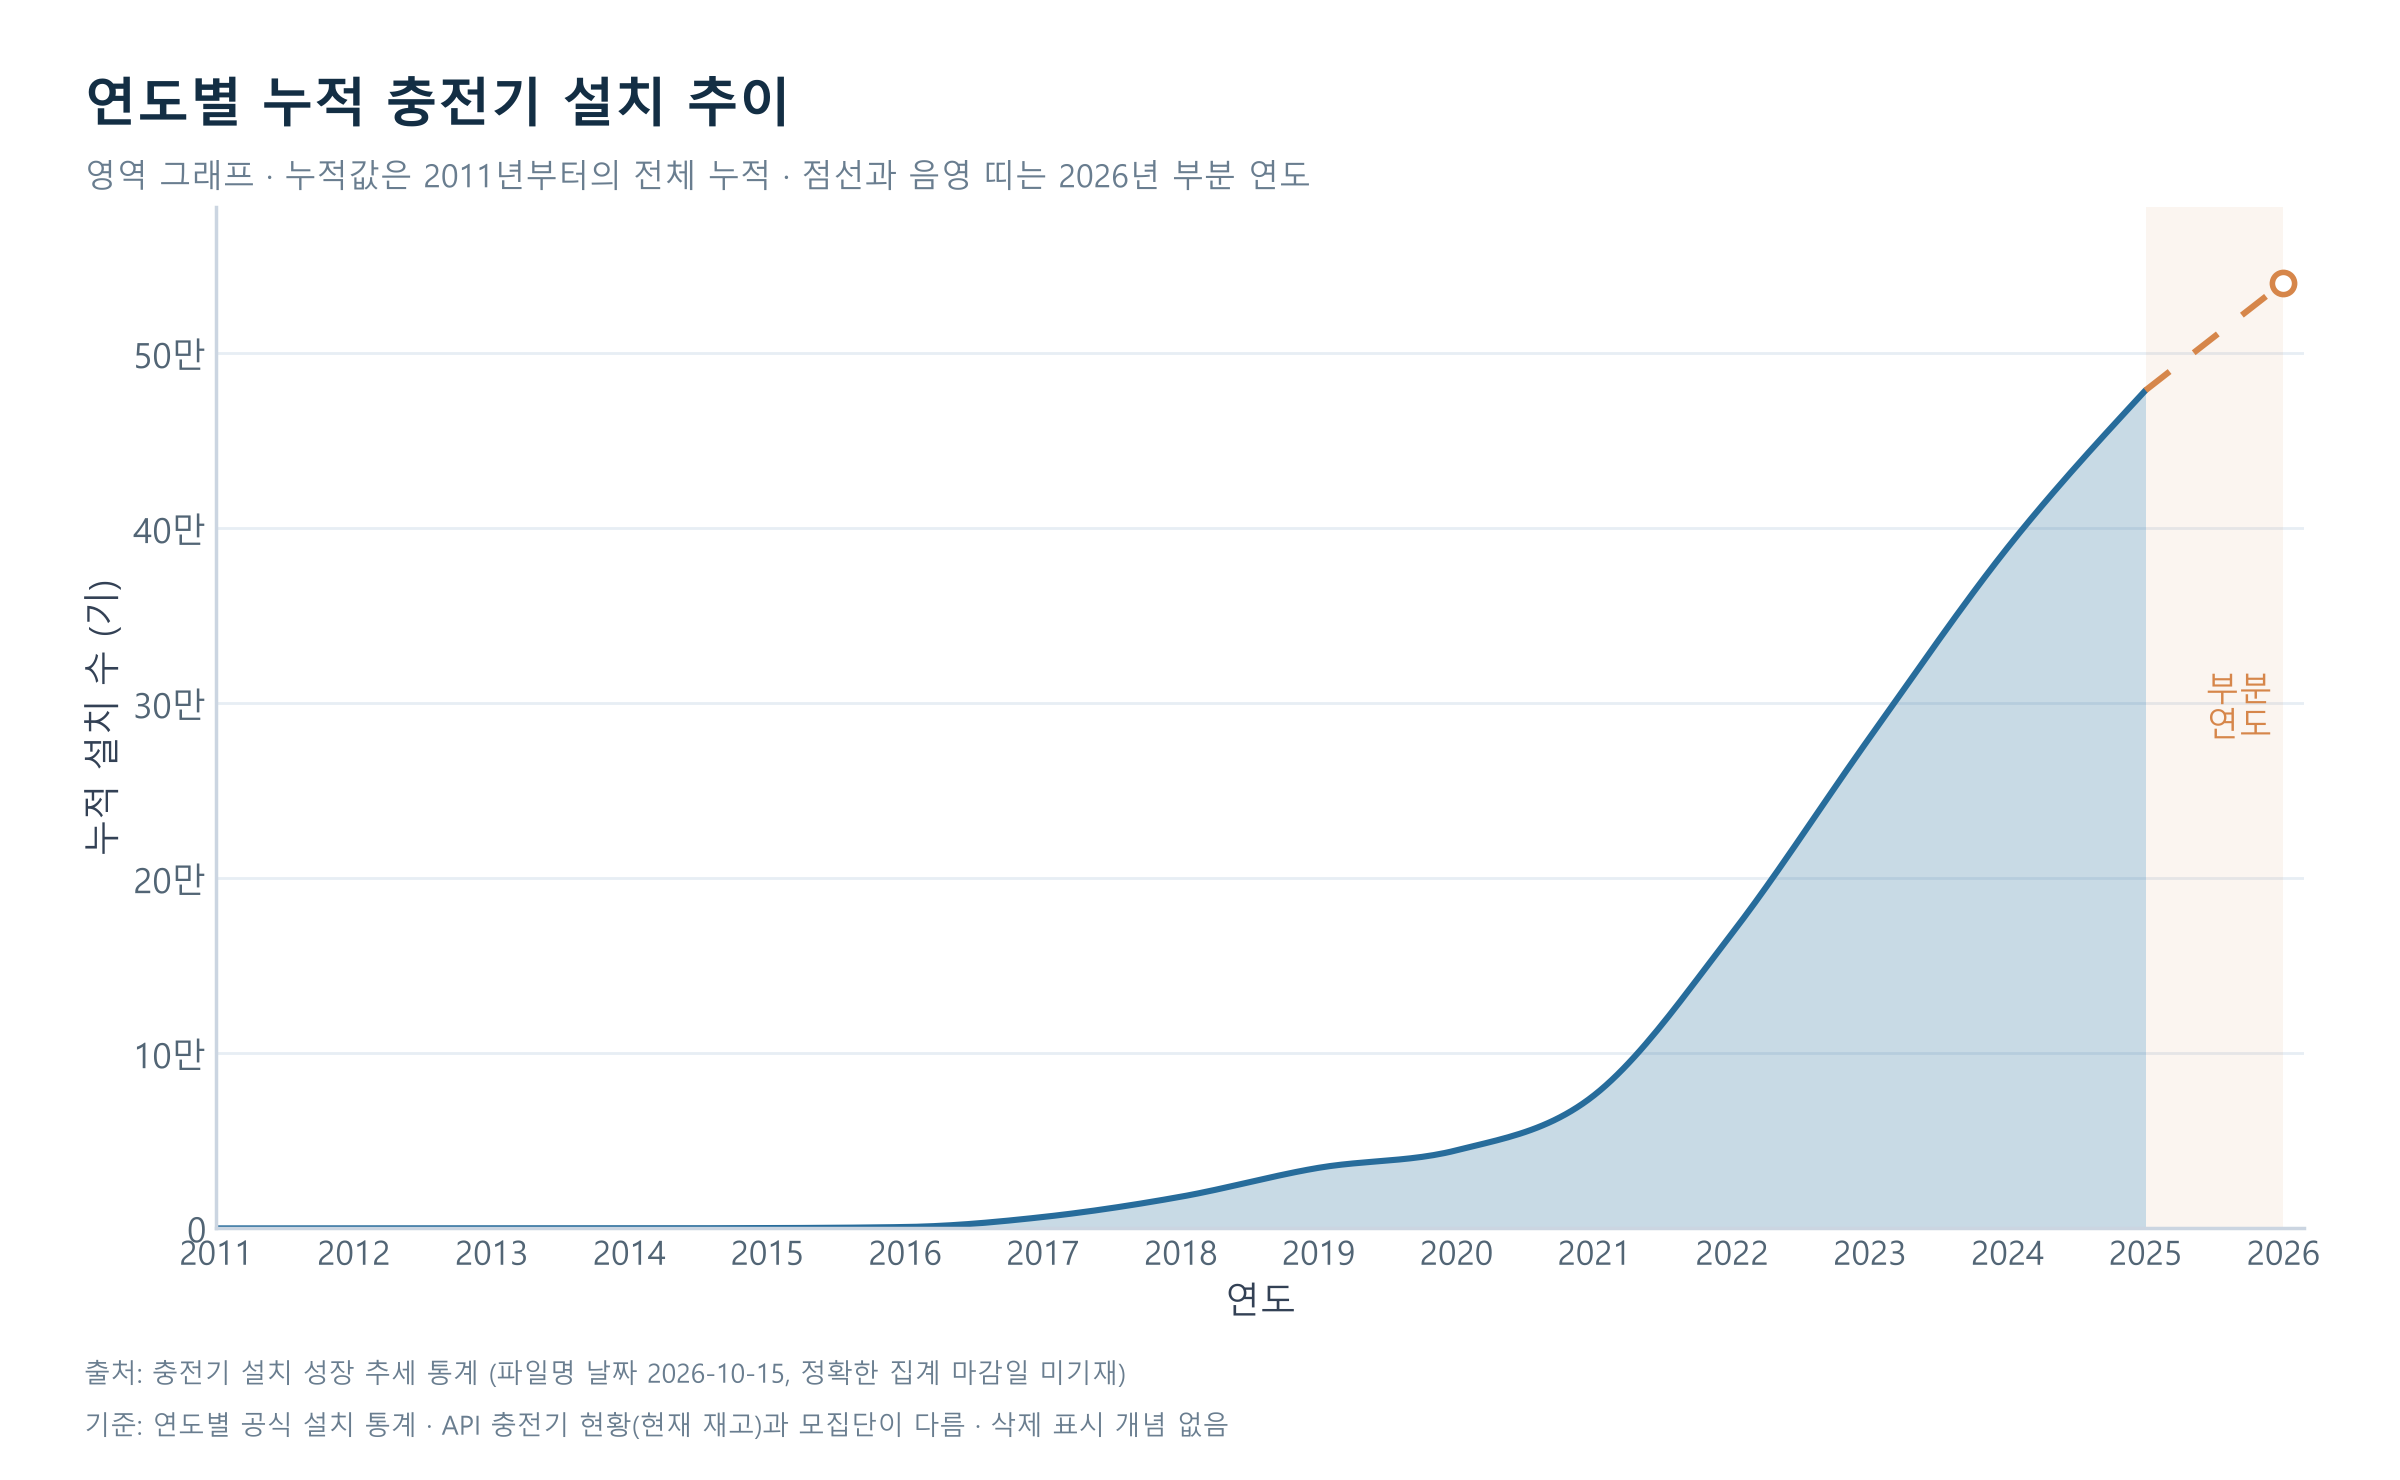 연도별 누적 충전기 설치 추이
영역 그래프 · 누적값은 2011년부터의 전체 누적 · 점선과 음영 띠는 2026년 부분 연도
누적 설치 수 (기)
50만
40만
30만
20만
10만
0
부분
연도
2011 2012 2013 2014 2015 2016 2017 2018 2019 2020 2021 2022 2023 2024 2025 2026
연도
출처: 충전기 설치 성장 추세 통계 (파일명 날짜 2026-10-15, 정확한 집계 마감일 미기재)
기준: 연도별 공식 설치 통계 · API 충전기 현황(현재 재고)과 모집단이 다름 · 삭제 표시 개념 없음